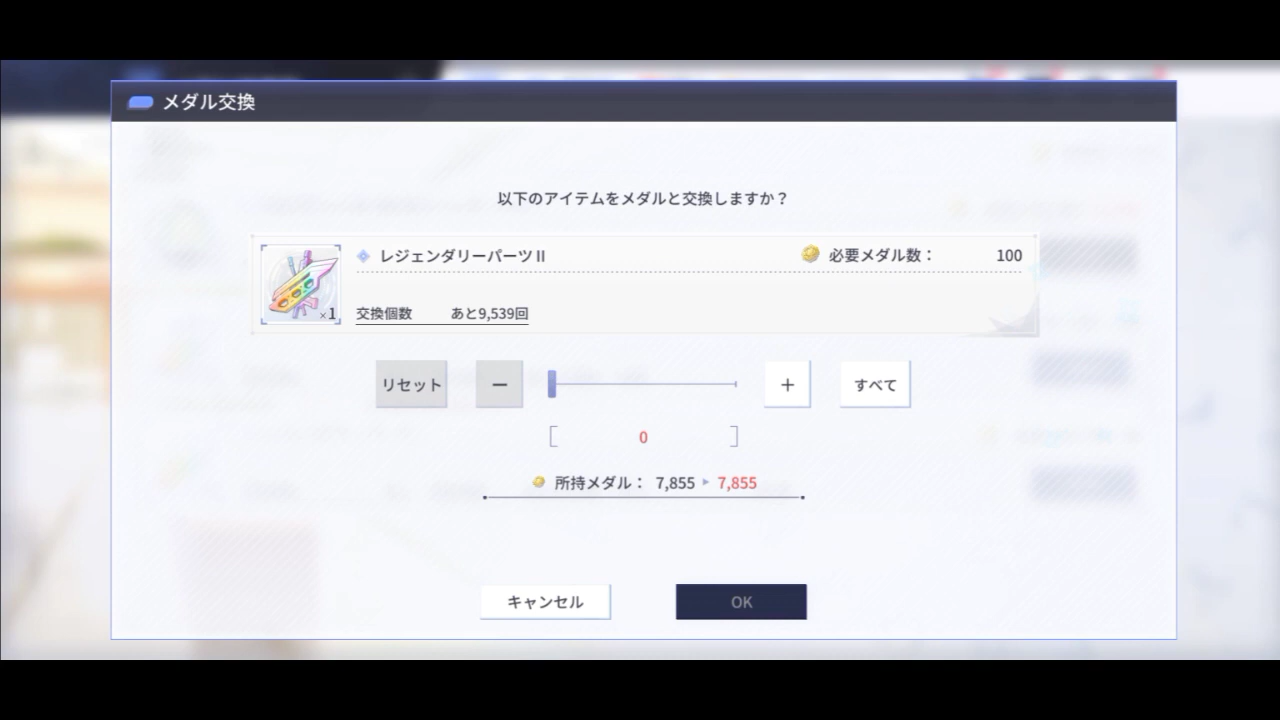 メダル交換
以下のアイテムをメダルと交換しますか？
レジェンダリーパーツⅡ
必要メダル数： 100
×1
交換個数 あと9,539回
リセット
－
＋
すべて
0
所持メダル： 7,855 ▶ 7,855
キャンセル
OK